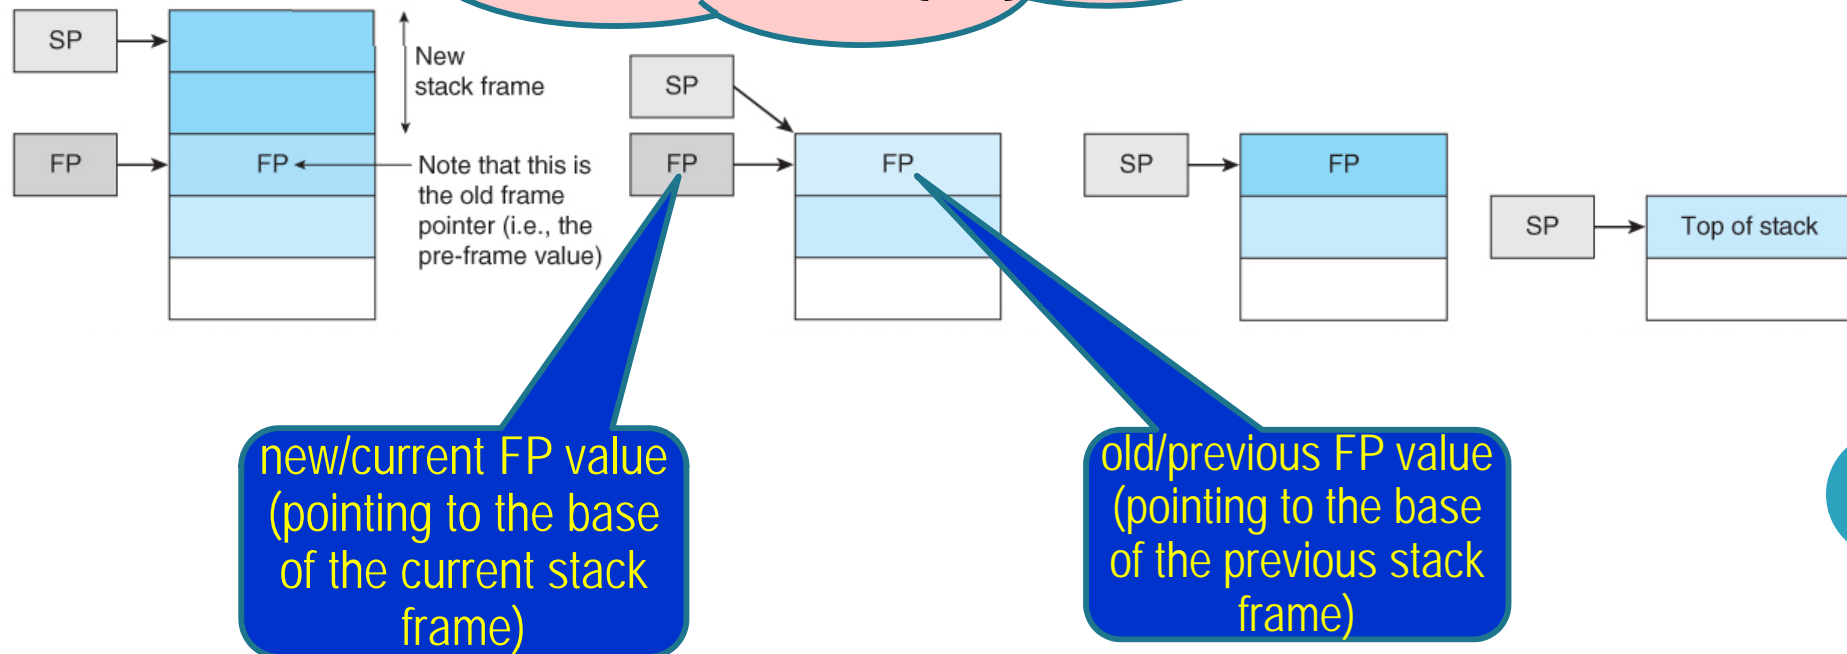 SP
New
stack frame
FP
FP
Note that this is
the old frame
pointer (i.e., the
pre-frame value)
SP
FP
FP
SP
FP
SP
Top of stack
new/current FP value
(pointing to the base
of the current stack
frame)
old/previous FP value
(pointing to the base
of the previous stack
frame)